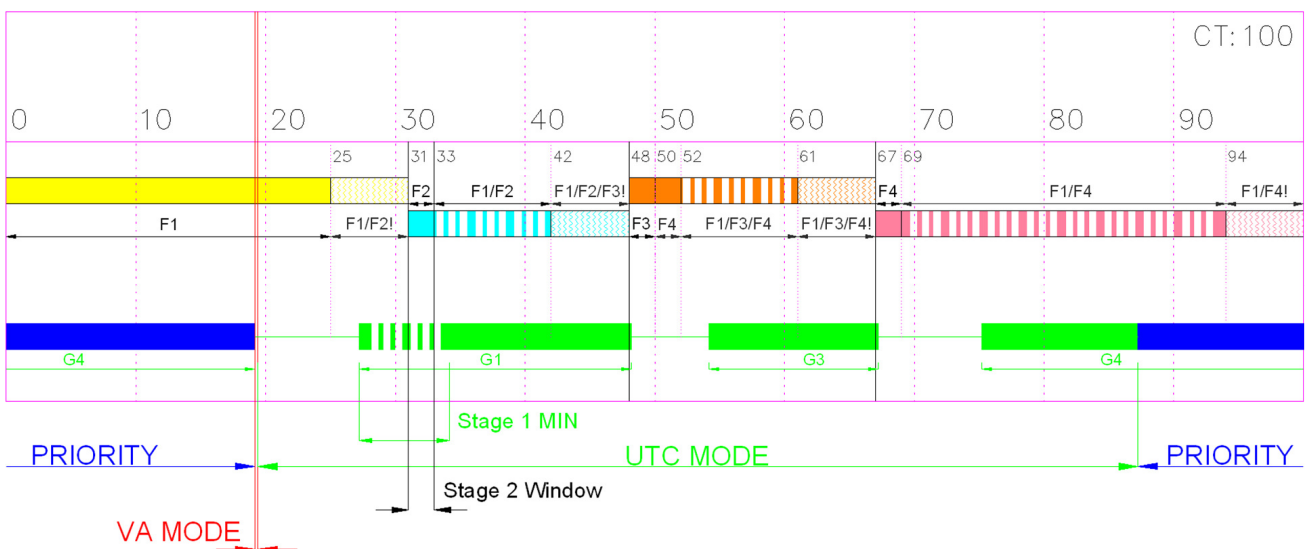 CT: 100
0 10 20 30 40 50 60 70 80 90
25 31 33 42 48 50 52 61 67 69 94
F2 F1/F2 F1/F2/F3! F4 F1/F4 F1/F4!
F1 F1/F2! F3 F4 F1/F3/F4 F1/F3/F4!
G4 G1 G3 G4
Stage 1 MIN
PRIORITY UTC MODE PRIORITY
Stage 2 Window
VA MODE